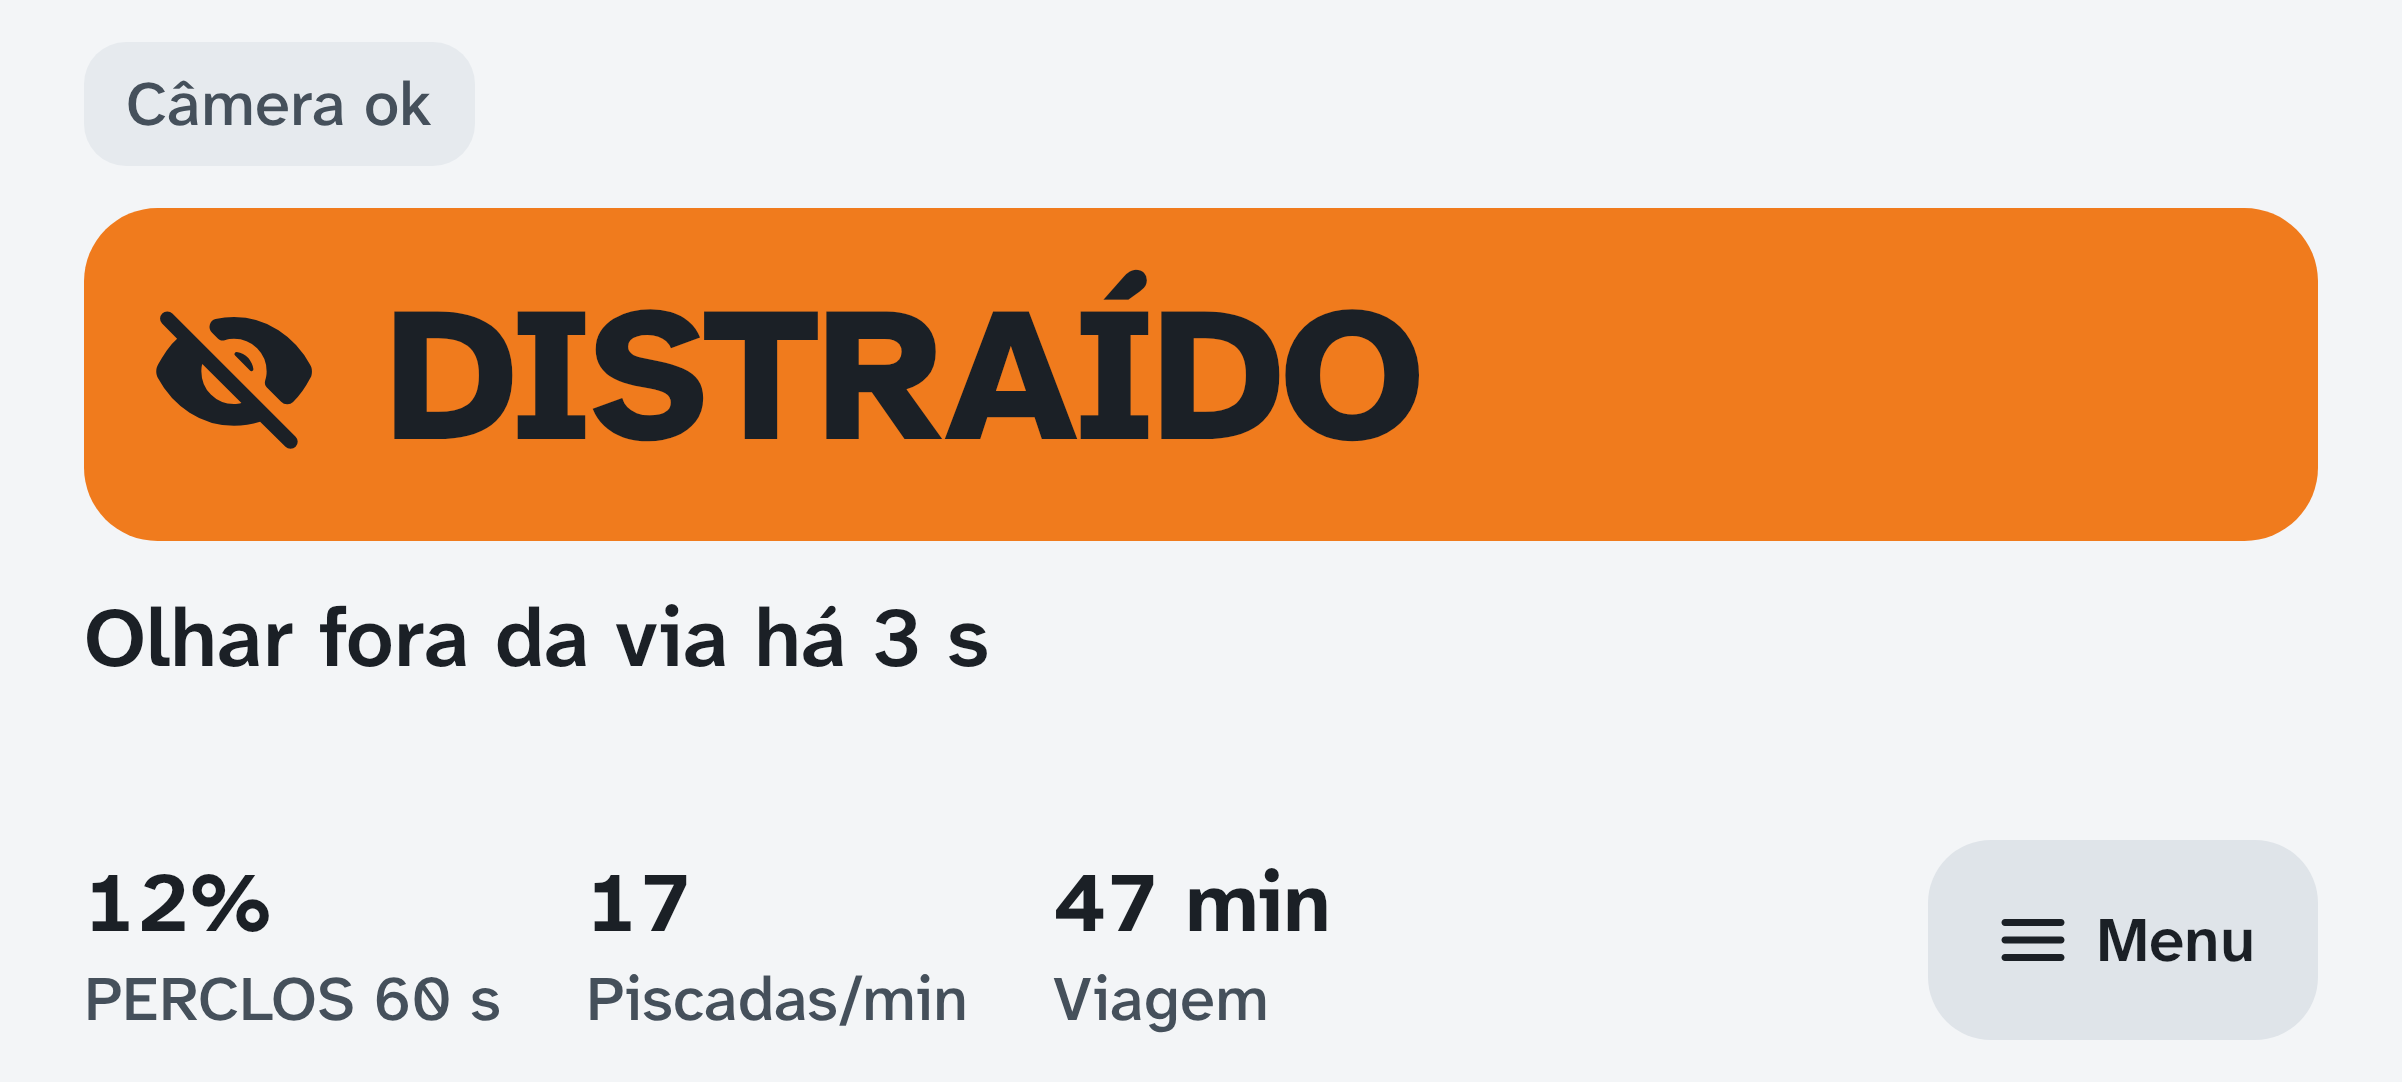 Câmera ok
DISTRAÍDO
Olhar fora da via há 3 s
12%
PERCLOS 60 s
17
Piscadas/min
47 min
Viagem
Menu